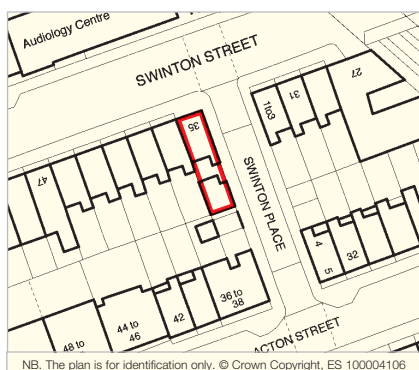 Audiology Centre
SWINTON STREET
27
31
1to3
35
47
SWINTON PLACE
4
5
32
36 to
38
42
44 to
46
48 to
ACTON STREET
NB. The plan is for identification only. © Crown Copyright, ES 100004106